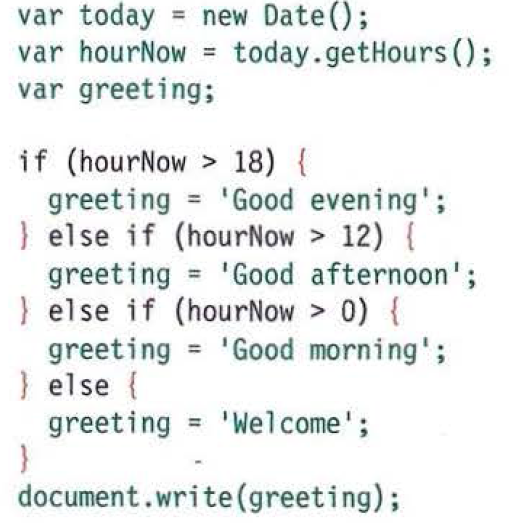 var today = new Date();
var hourNow = today.getHours();
var greeting;

if (hourNow > 18) {
  greeting = 'Good evening';
} else if (hourNow > 12) {
  greeting = 'Good afternoon';
} else if (hourNow > 0) {
  greeting = 'Good morning';
} else {
  greeting = 'Welcome';
}
document.write(greeting);